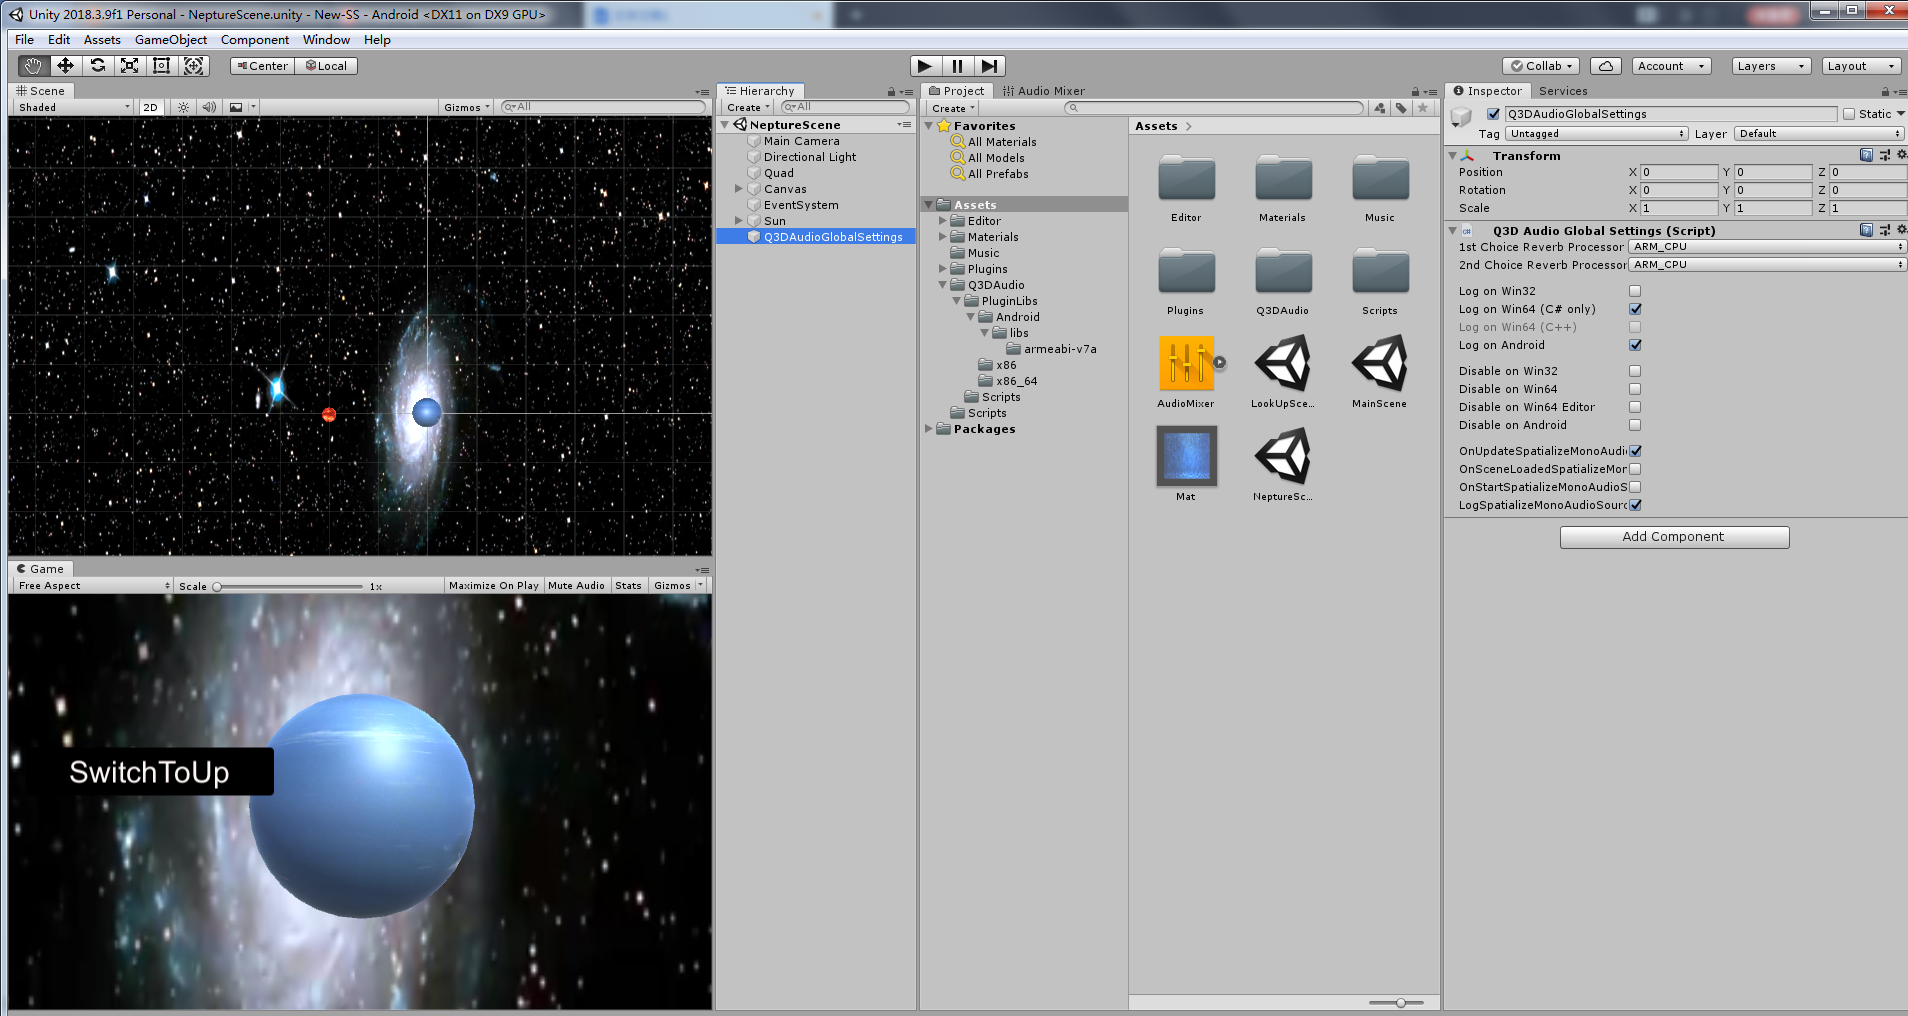 Unity 2018.3.9f1 Personal - NeptureScene.unity - New-SS - Android <DX11 on DX9 GPU>
File Edit Assets GameObject Component Window Help
Center Local
Collab Account Layers Layout
Scene
Shaded 2D Gizmos All
Hierarchy
Create All
NeptureScene
Main Camera
Directional Light
Quad
Canvas
EventSystem
Sun
Q3DAudioGlobalSettings
Project Audio Mixer
Create
Favorites
All Materials
All Models
All Prefabs
Assets
Editor
Materials
Music
Plugins
Q3DAudio
PluginLibs
Android
libs
armeabi-v7a
x86
x86_64
Scripts
Scripts
Packages
Assets
Editor Materials Music
Plugins Q3DAudio Scripts
AudioMixer LookUpSce... MainScene
Mat NeptureSc...
Inspector Services
Q3DAudioGlobalSettings Static
Tag Untagged Layer Default
Transform
Position X 0 Y 0 Z 0
Rotation X 0 Y 0 Z 0
Scale X 1 Y 1 Z 1
Q3D Audio Global Settings (Script)
1st Choice Reverb Processor ARM_CPU
2nd Choice Reverb Processor ARM_CPU
Log on Win32
Log on Win64 (C# only)
Log on Win64 (C++)
Log on Android
Disable on Win32
Disable on Win64
Disable on Win64 Editor
Disable on Android
OnUpdateSpatializeMonoAudi
OnSceneLoadedSpatializeMor
OnStartSpatializeMonoAudioS
LogSpatializeMonoAudioSourc
Add Component
Game
Free Aspect Scale 1x Maximize On Play Mute Audio Stats Gizmos
SwitchToUp